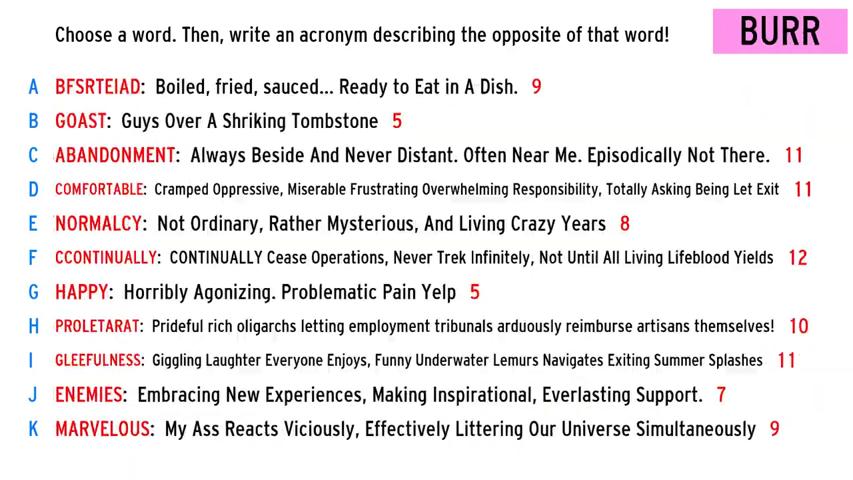 Choose a word. Then, write an acronym describing the opposite of that word!
BURR
A BFSRTEIAD: Boiled, fried, sauced... Ready to Eat in A Dish. 9
B GOAST: Guys Over A Shriking Tombstone 5
C ABANDONMENT: Always Beside And Never Distant. Often Near Me. Episodically Not There. 11
D COMFORTABLE: Cramped Oppressive, Miserable Frustrating Overwhelming Responsibility, Totally Asking Being Let Exit 11
E NORMALCY: Not Ordinary, Rather Mysterious, And Living Crazy Years 8
F CCONTINUALLY: CONTINUALLY Cease Operations, Never Trek Infinitely, Not Until All Living Lifeblood Yields 12
G HAPPY: Horribly Agonizing. Problematic Pain Yelp 5
H PROLETARAT: Prideful rich oligarchs letting employment tribunals arduously reimburse artisans themselves! 10
I GLEEFULNESS: Giggling Laughter Everyone Enjoys, Funny Underwater Lemurs Navigates Exiting Summer Splashes 11
J ENEMIES: Embracing New Experiences, Making Inspirational, Everlasting Support. 7
K MARVELOUS: My Ass Reacts Viciously, Effectively Littering Our Universe Simultaneously 9